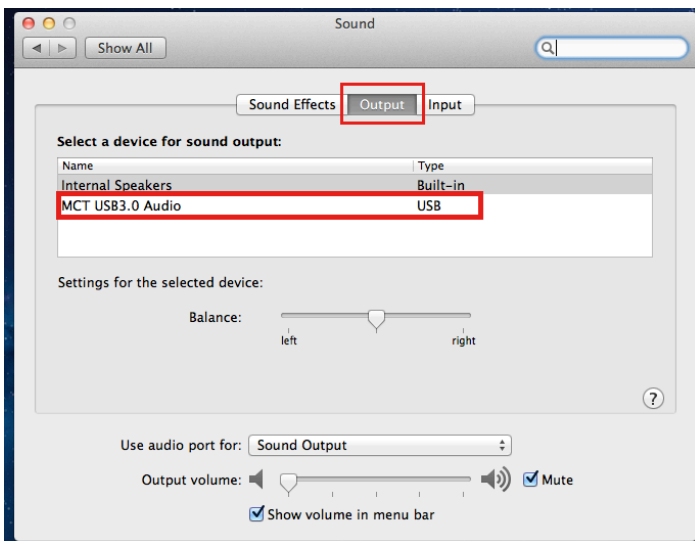 Sound
Show All
Sound Effects Output Input
Select a device for sound output:
Name Type
Internal Speakers Built-in
MCT USB3.0 Audio USB
Settings for the selected device:
Balance:
left right
?
Use audio port for: Sound Output
Output volume: Mute
Show volume in menu bar